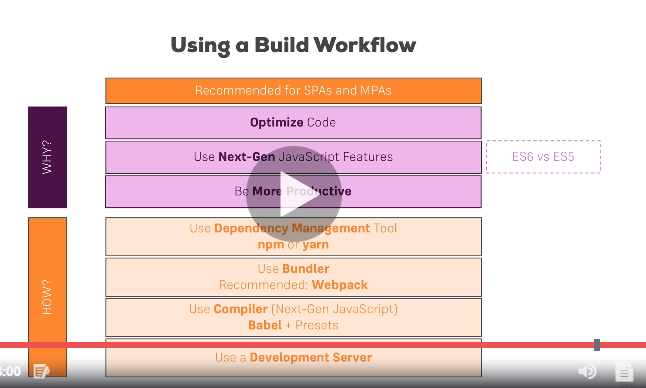 Using a Build Workflow
Recommended for SPAs and MPAs
WHY?
Optimize Code
Use Next-Gen JavaScript Features
ES6 vs ES5
Be More Productive
HOW?
Use Dependency Management Tool
npm or yarn
Use Bundler
Recommended: Webpack
Use Compiler (Next-Gen JavaScript)
Babel + Presets
Use a Development Server